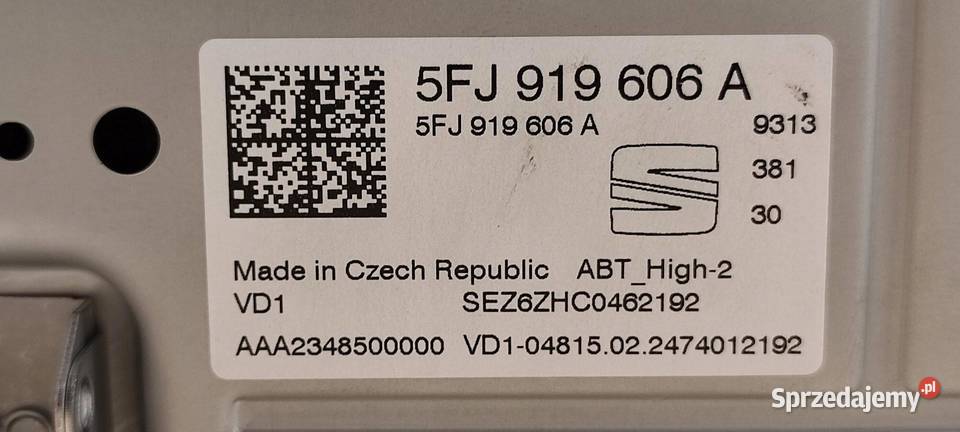 5FJ 919 606 A
5FJ 919 606 A 9313
381
30
Made in Czech Republic ABT_High-2
VD1 SEZ6ZHC0462192
AAA2348500000 VD1-04815.02.2474012192
Sprzedajemy.pl